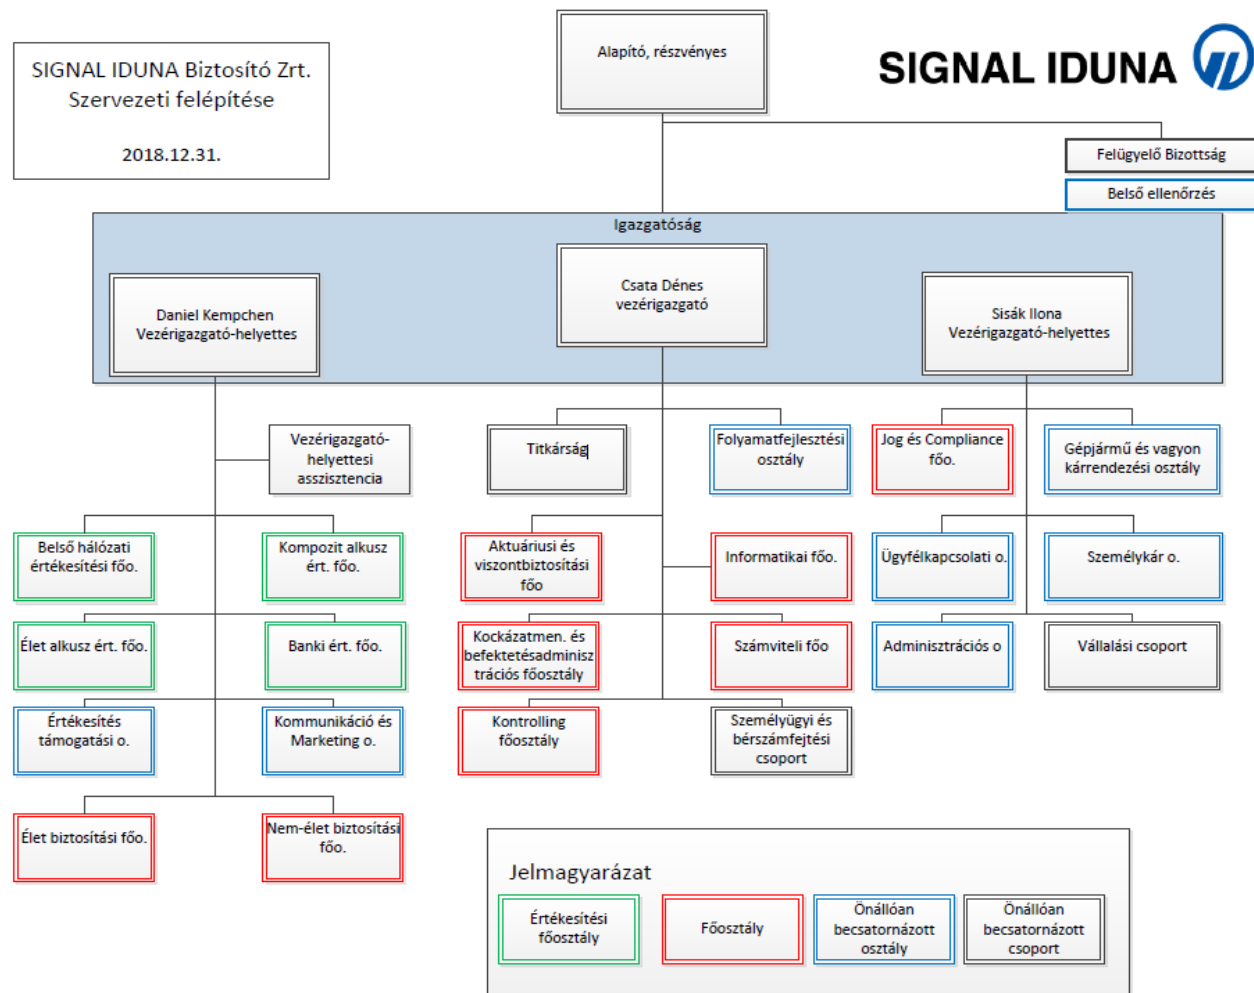 SIGNAL IDUNA Biztosító Zrt.
Szervezeti felépítése
2018.12.31.
Alapító, részvényes
SIGNAL IDUNA
Felügyelő Bizottság
Belső ellenőrzés
Igazgatóság
Daniel Kempchen
Vezérigazgató-helyettes
Csata Dénes
vezérigazgató
Sisák Ilona
Vezérigazgató-helyettes
Vezérigazgató-
helyettesi
asszisztencia
Titkárság
Folyamatfejlesztési
osztály
Jog és Compliance
főo.
Gépjármű és vagyon
kárrendezési osztály
Belső hálózati
értékesítési főo.
Kompozit alkusz
ért. főo.
Aktuáriusi és
viszontbiztosítási
főo
Informatikai főo.
Ügyfélkapcsolati o.
Személykár o.
Élet alkusz ért. főo.
Banki ért. főo.
Kockázatmen. és
befektetésadminisz
trációs főosztály
Számviteli főo
Adminisztrációs o
Vállalási csoport
Értékesítés
támogatási o.
Kommunikáció és
Marketing o.
Kontrolling
főosztály
Személyügyi és
bérszámfejtési
csoport
Élet biztosítási főo.
Nem-élet biztosítási
főo.
Jelmagyarázat
Értékesítési
főosztály
Főosztály
Önállóan
becsatornázott
osztály
Önállóan
becsatornázott
csoport